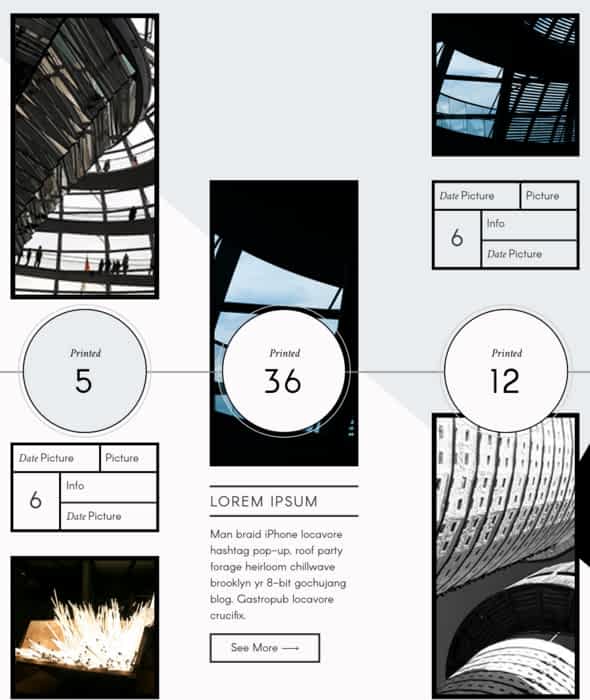 Date Picture
Picture
6
Info
Date Picture
Printed
5
Printed
36
Printed
12
Date Picture
Picture
6
Info
Date Picture
LOREM IPSUM
Man braid iPhone locavore
hashtag pop-up, roof party
forage heirloom chillwave
brooklyn yr 8-bit gochujang
blog. Gastropub locavore
crucifix.
See More ⟶